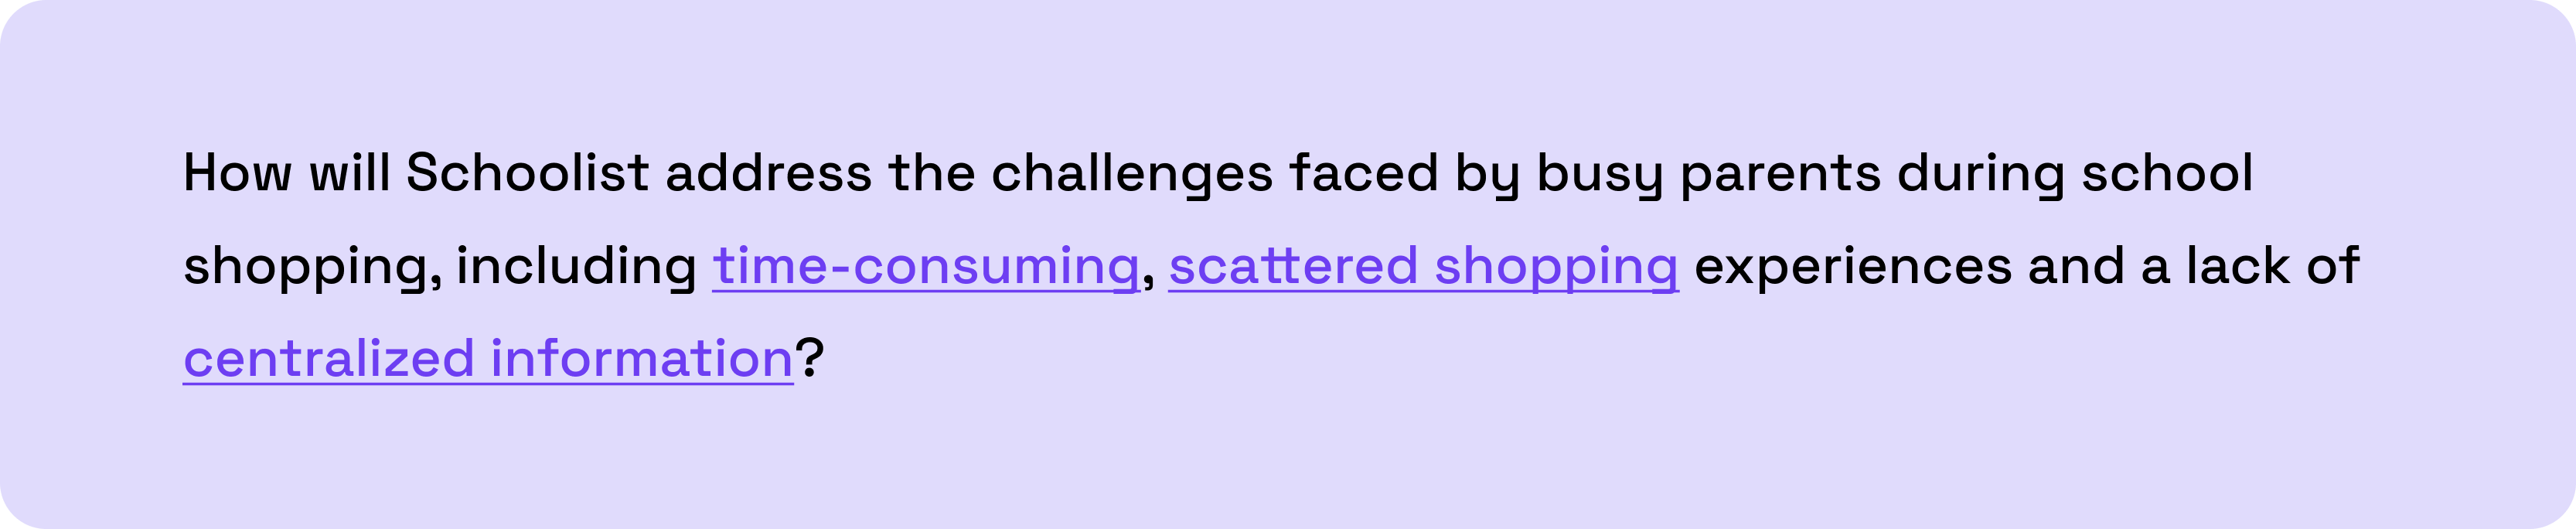 How will Schoolist address the challenges faced by busy parents during school
shopping, including time-consuming, scattered shopping experiences and a lack of
centralized information?